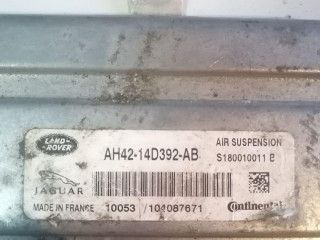 LAND-
ROVER
AH42-14D392-AB
AIR SUSPENSION
S180010011 E
JAGUAR
MADE IN FRANCE 10053 / 104087671
Continental